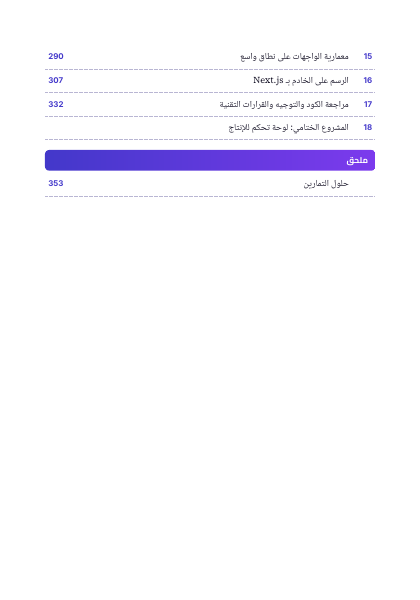 15 معمارية الواجهات على نطاق واسع 290
16 الرسم على الخادم بـ Next.js 307
17 مراجعة الكود والتوجيه والقرارات التقنية 332
18 المشروع الختامي: لوحة تحكم للإنتاج
ملحق
حلول التمارين 353